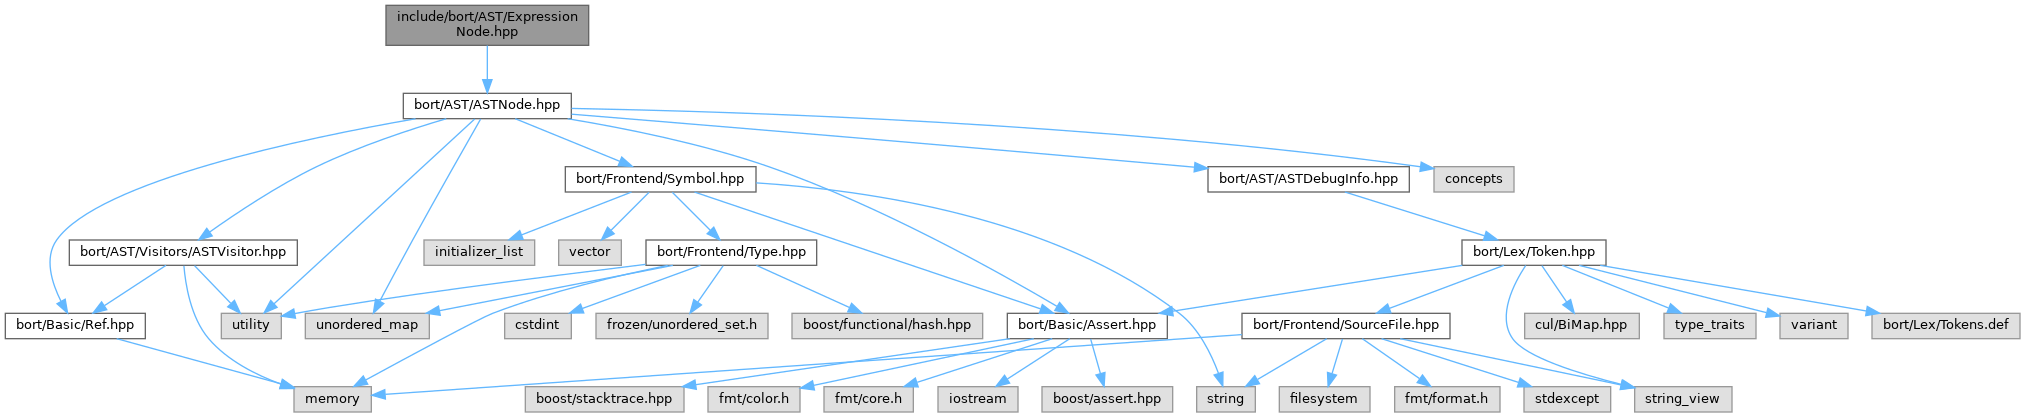 include/bort/AST/Expression
Node.hpp
bort/AST/ASTNode.hpp
bort/Frontend/Symbol.hpp
bort/AST/ASTDebugInfo.hpp
concepts
bort/AST/Visitors/ASTVisitor.hpp
initializer_list
vector
bort/Frontend/Type.hpp
bort/Lex/Token.hpp
bort/Basic/Ref.hpp
utility
unordered_map
cstdint
frozen/unordered_set.h
boost/functional/hash.hpp
bort/Basic/Assert.hpp
bort/Frontend/SourceFile.hpp
cul/BiMap.hpp
type_traits
variant
bort/Lex/Tokens.def
memory
boost/stacktrace.hpp
fmt/color.h
fmt/core.h
iostream
boost/assert.hpp
string
filesystem
fmt/format.h
stdexcept
string_view